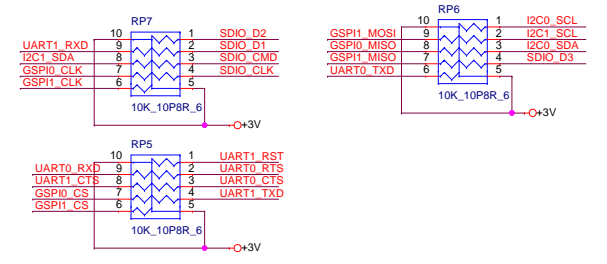 RP7
10 1 SDIO_D2
UART1_RXD 9 2 SDIO_D1
I2C1_SDA 8 3 SDIO_CMD
GSPI0_CLK 7 4 SDIO_CLK
GSPI1_CLK 6 5
10K_10P8R_6
+3V
RP6
10 1 I2C0_SCL
GSPI1_MOSI 9 2 I2C1_SCL
GSPI0_MISO 8 3 I2C0_SDA
GSPI1_MISO 7 4 SDIO_D3
UART0_TXD 6 5
10K_10P8R_6
+3V
RP5
10 1 UART1_RST
UART0_RXD 9 2 UART0_RTS
UART1_CTS 8 3 UART0_CTS
GSPI0_CS 7 4 UART1_TXD
GSPI1_CS 6 5
10K_10P8R_6
+3V